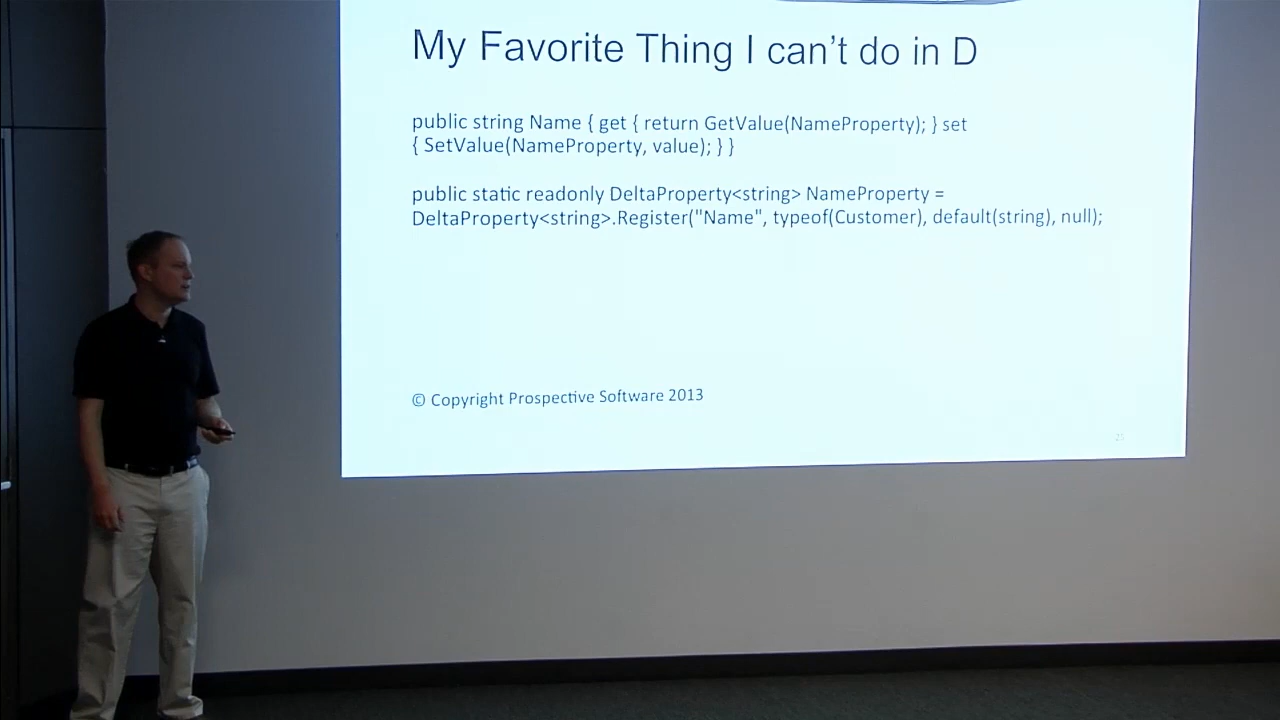 My Favorite Thing I can't do in D
public string Name { get { return GetValue(NameProperty); } set
{ SetValue(NameProperty, value); } }
public static readonly DeltaProperty<string> NameProperty =
DeltaProperty<string>.Register("Name", typeof(Customer), default(string), null);
© Copyright Prospective Software 2013